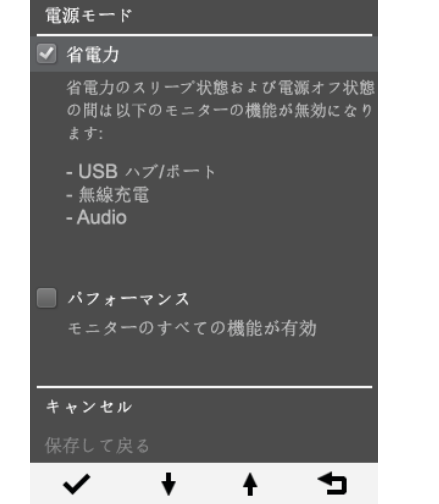 電源モード
省電力
省電力のスリープ状態および電源オフ状態
の間は以下のモニターの機能が無効になり
ます:
- USB ハブ/ポート
- 無線充電
- Audio
パフォーマンス
モニターのすべての機能が有効
キャンセル
保存して戻る